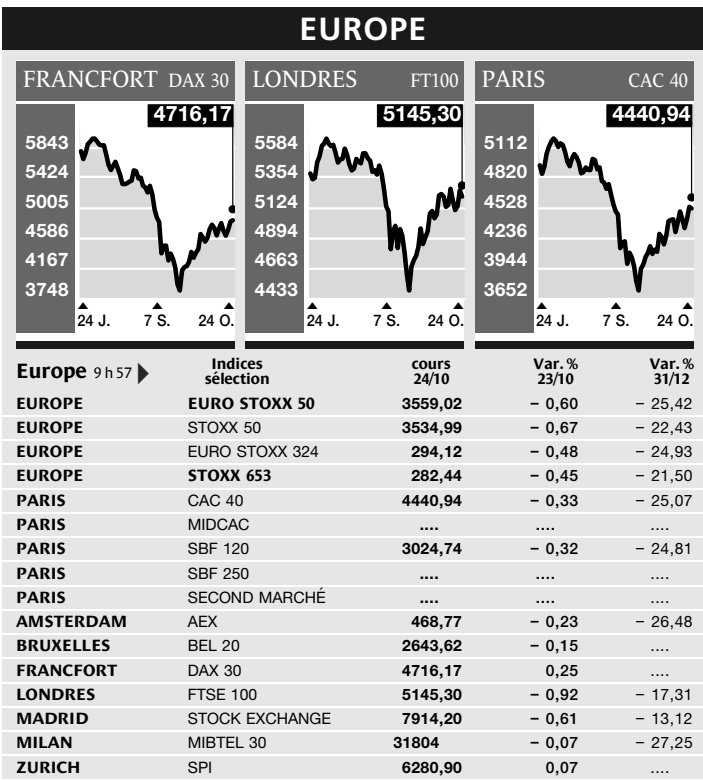 EUROPE
FRANCFORT DAX 30
4716,17
5843
5424
5005
4586
4167
3748
24 J. 7 S. 24 O.
LONDRES FT100
5145,30
5584
5354
5124
4894
4663
4433
24 J. 7 S. 24 O.
PARIS CAC 40
4440,94
5112
4820
4528
4236
3944
3652
24 J. 7 S. 24 O.
Europe 9 h 57 Indices sélection cours 24/10 Var. % 23/10 Var. % 31/12
EUROPE EURO STOXX 50 3559,02 – 0,60 – 25,42
EUROPE STOXX 50 3534,99 – 0,67 – 22,43
EUROPE EURO STOXX 324 294,12 – 0,48 – 24,93
EUROPE STOXX 653 282,44 – 0,45 – 21,50
PARIS CAC 40 4440,94 – 0,33 – 25,07
PARIS MIDCAC .... .... ....
PARIS SBF 120 3024,74 – 0,32 – 24,81
PARIS SBF 250 .... .... ....
PARIS SECOND MARCHÉ .... .... ....
AMSTERDAM AEX 468,77 – 0,23 – 26,48
BRUXELLES BEL 20 2643,62 – 0,15 ....
FRANCFORT DAX 30 4716,17 0,25 ....
LONDRES FTSE 100 5145,30 – 0,92 – 17,31
MADRID STOCK EXCHANGE 7914,20 – 0,61 – 13,12
MILAN MIBTEL 30 31804 – 0,07 – 27,25
ZURICH SPI 6280,90 0,07 ....